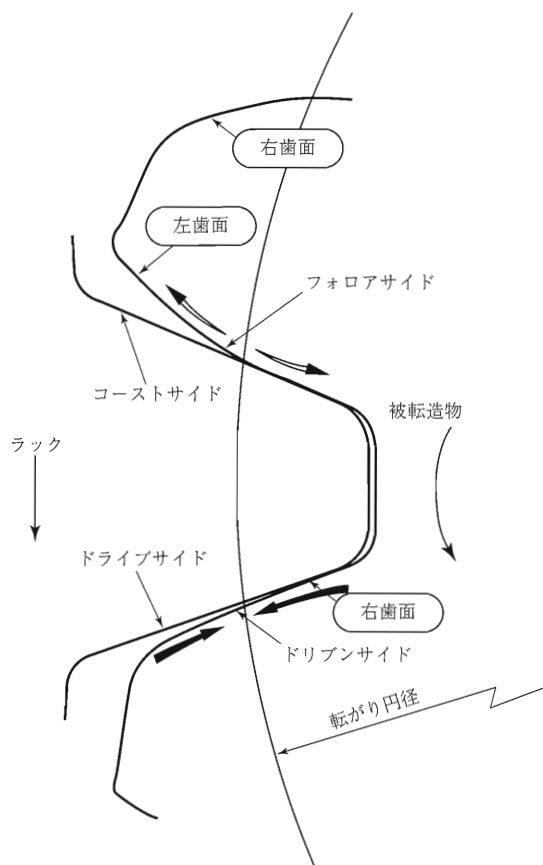 右歯面
左歯面
フォロアサイド
コーストサイド
被転造物
ラック
ドライブサイド
右歯面
ドリブンサイド
転がり円径